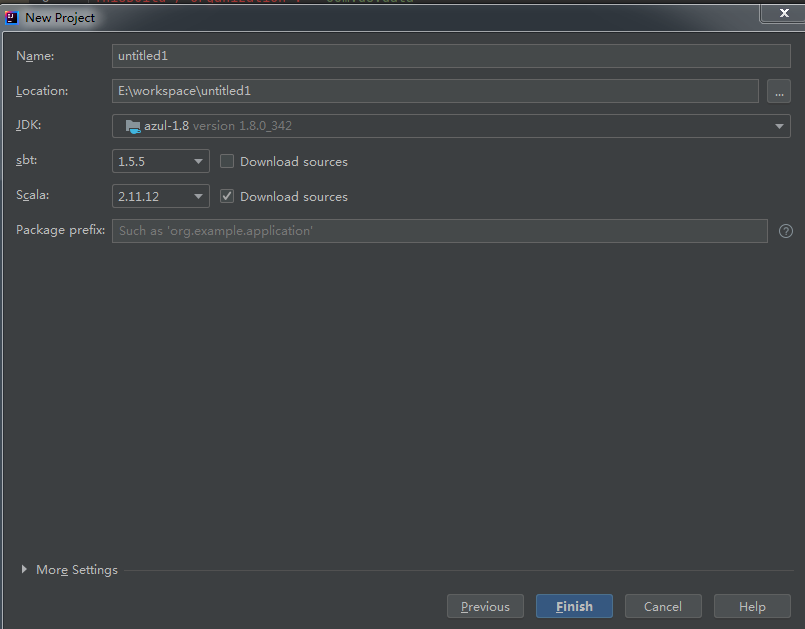 New Project
Name: untitled1
Location: E:\workspace\untitled1 ...
JDK: azul-1.8 version 1.8.0_342
sbt: 1.5.5 Download sources
Scala: 2.11.12 Download sources
Package prefix: Such as 'org.example.application' ?
More Settings
Previous Finish Cancel Help